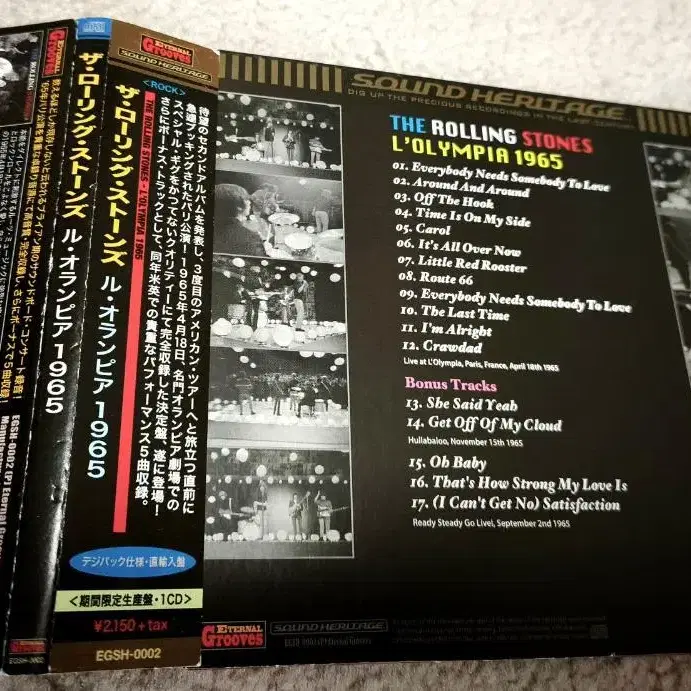 ETERNAL
Grooves
ROLLING STONES
ザ・ローリング・ストーンズ ル・オランピア 1965
EGSH-0002
ETERNAL
Grooves
SOUND HERITAGE
<ROCK>
THE ROLLING STONES - L'OLYMPIA 1965
ザ・ローリング・ストーンズ ル・オランピア 1965
待望のセカンドアルバムを発表し、3度目のアメリカン・ツアーへと旅立つ直前に
急遽ブッキングされたパリ公演!1965年4月18日、名門オランピア劇場での
スペシャル・ギグをかつてないクオリティーにて完全収録した決定盤、遂に登場!
さらにボーナス・トラックとして、同年米英での貴重なパフォーマンス5曲収録。
デジパック仕様・直輸入盤
<期間限定生産盤・1CD>
¥2,150+tax
EGSH-0002
SOUND HERITAGE
DIG UP THE PRECIOUS RECORDINGS IN THE LAST CENTURY
THE ROLLING STONES
L'OLYMPIA 1965
01. Everybody Needs Somebody To Love
02. Around And Around
03. Off The Hook
04. Time Is On My Side
05. Carol
06. It's All Over Now
07. Little Red Rooster
08. Route 66
09. Everybody Needs Somebody To Love
10. The Last Time
11. I'm Alright
12. Crawdad
Live at L'Olympia, Paris, France, April 18th 1965
Bonus Tracks
13. She Said Yeah
14. Get Off Of My Cloud
Hullabaloo, November 15th 1965
15. Oh Baby
16. That's How Strong My Love Is
17. (I Can't Get No) Satisfaction
Ready Steady Go Live!, September 2nd 1965
ETERNAL
Grooves
SOUND HERITAGE